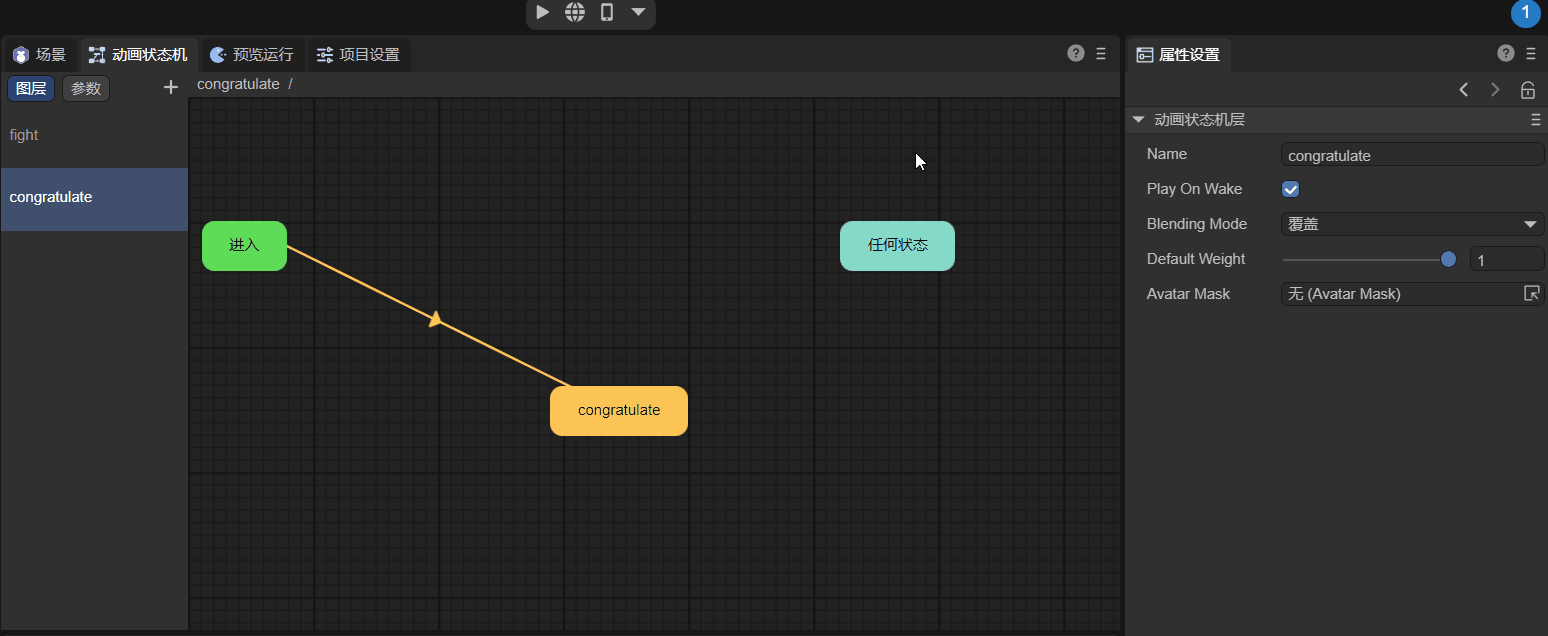 1
场景
动画状态机
预览运行
项目设置
图层
参数
congratulate /
fight
congratulate
进入
任何状态
congratulate
属性设置
动画状态机层
Name
congratulate
Play On Wake
Blending Mode
覆盖
Default Weight
1
Avatar Mask
无 (Avatar Mask)